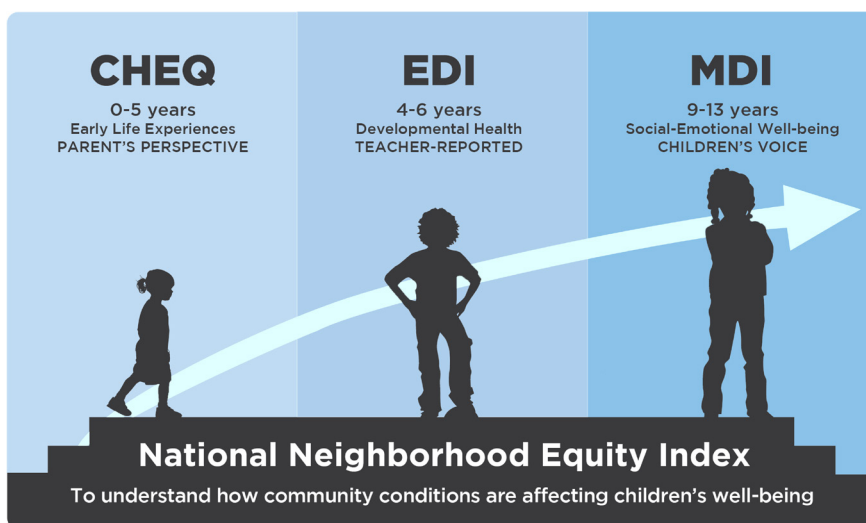 CHEQ
0-5 years
Early Life Experiences
PARENT'S PERSPECTIVE
EDI
4-6 years
Developmental Health
TEACHER-REPORTED
MDI
9-13 years
Social-Emotional Well-being
CHILDREN'S VOICE
National Neighborhood Equity Index
To understand how community conditions are affecting children's well-being